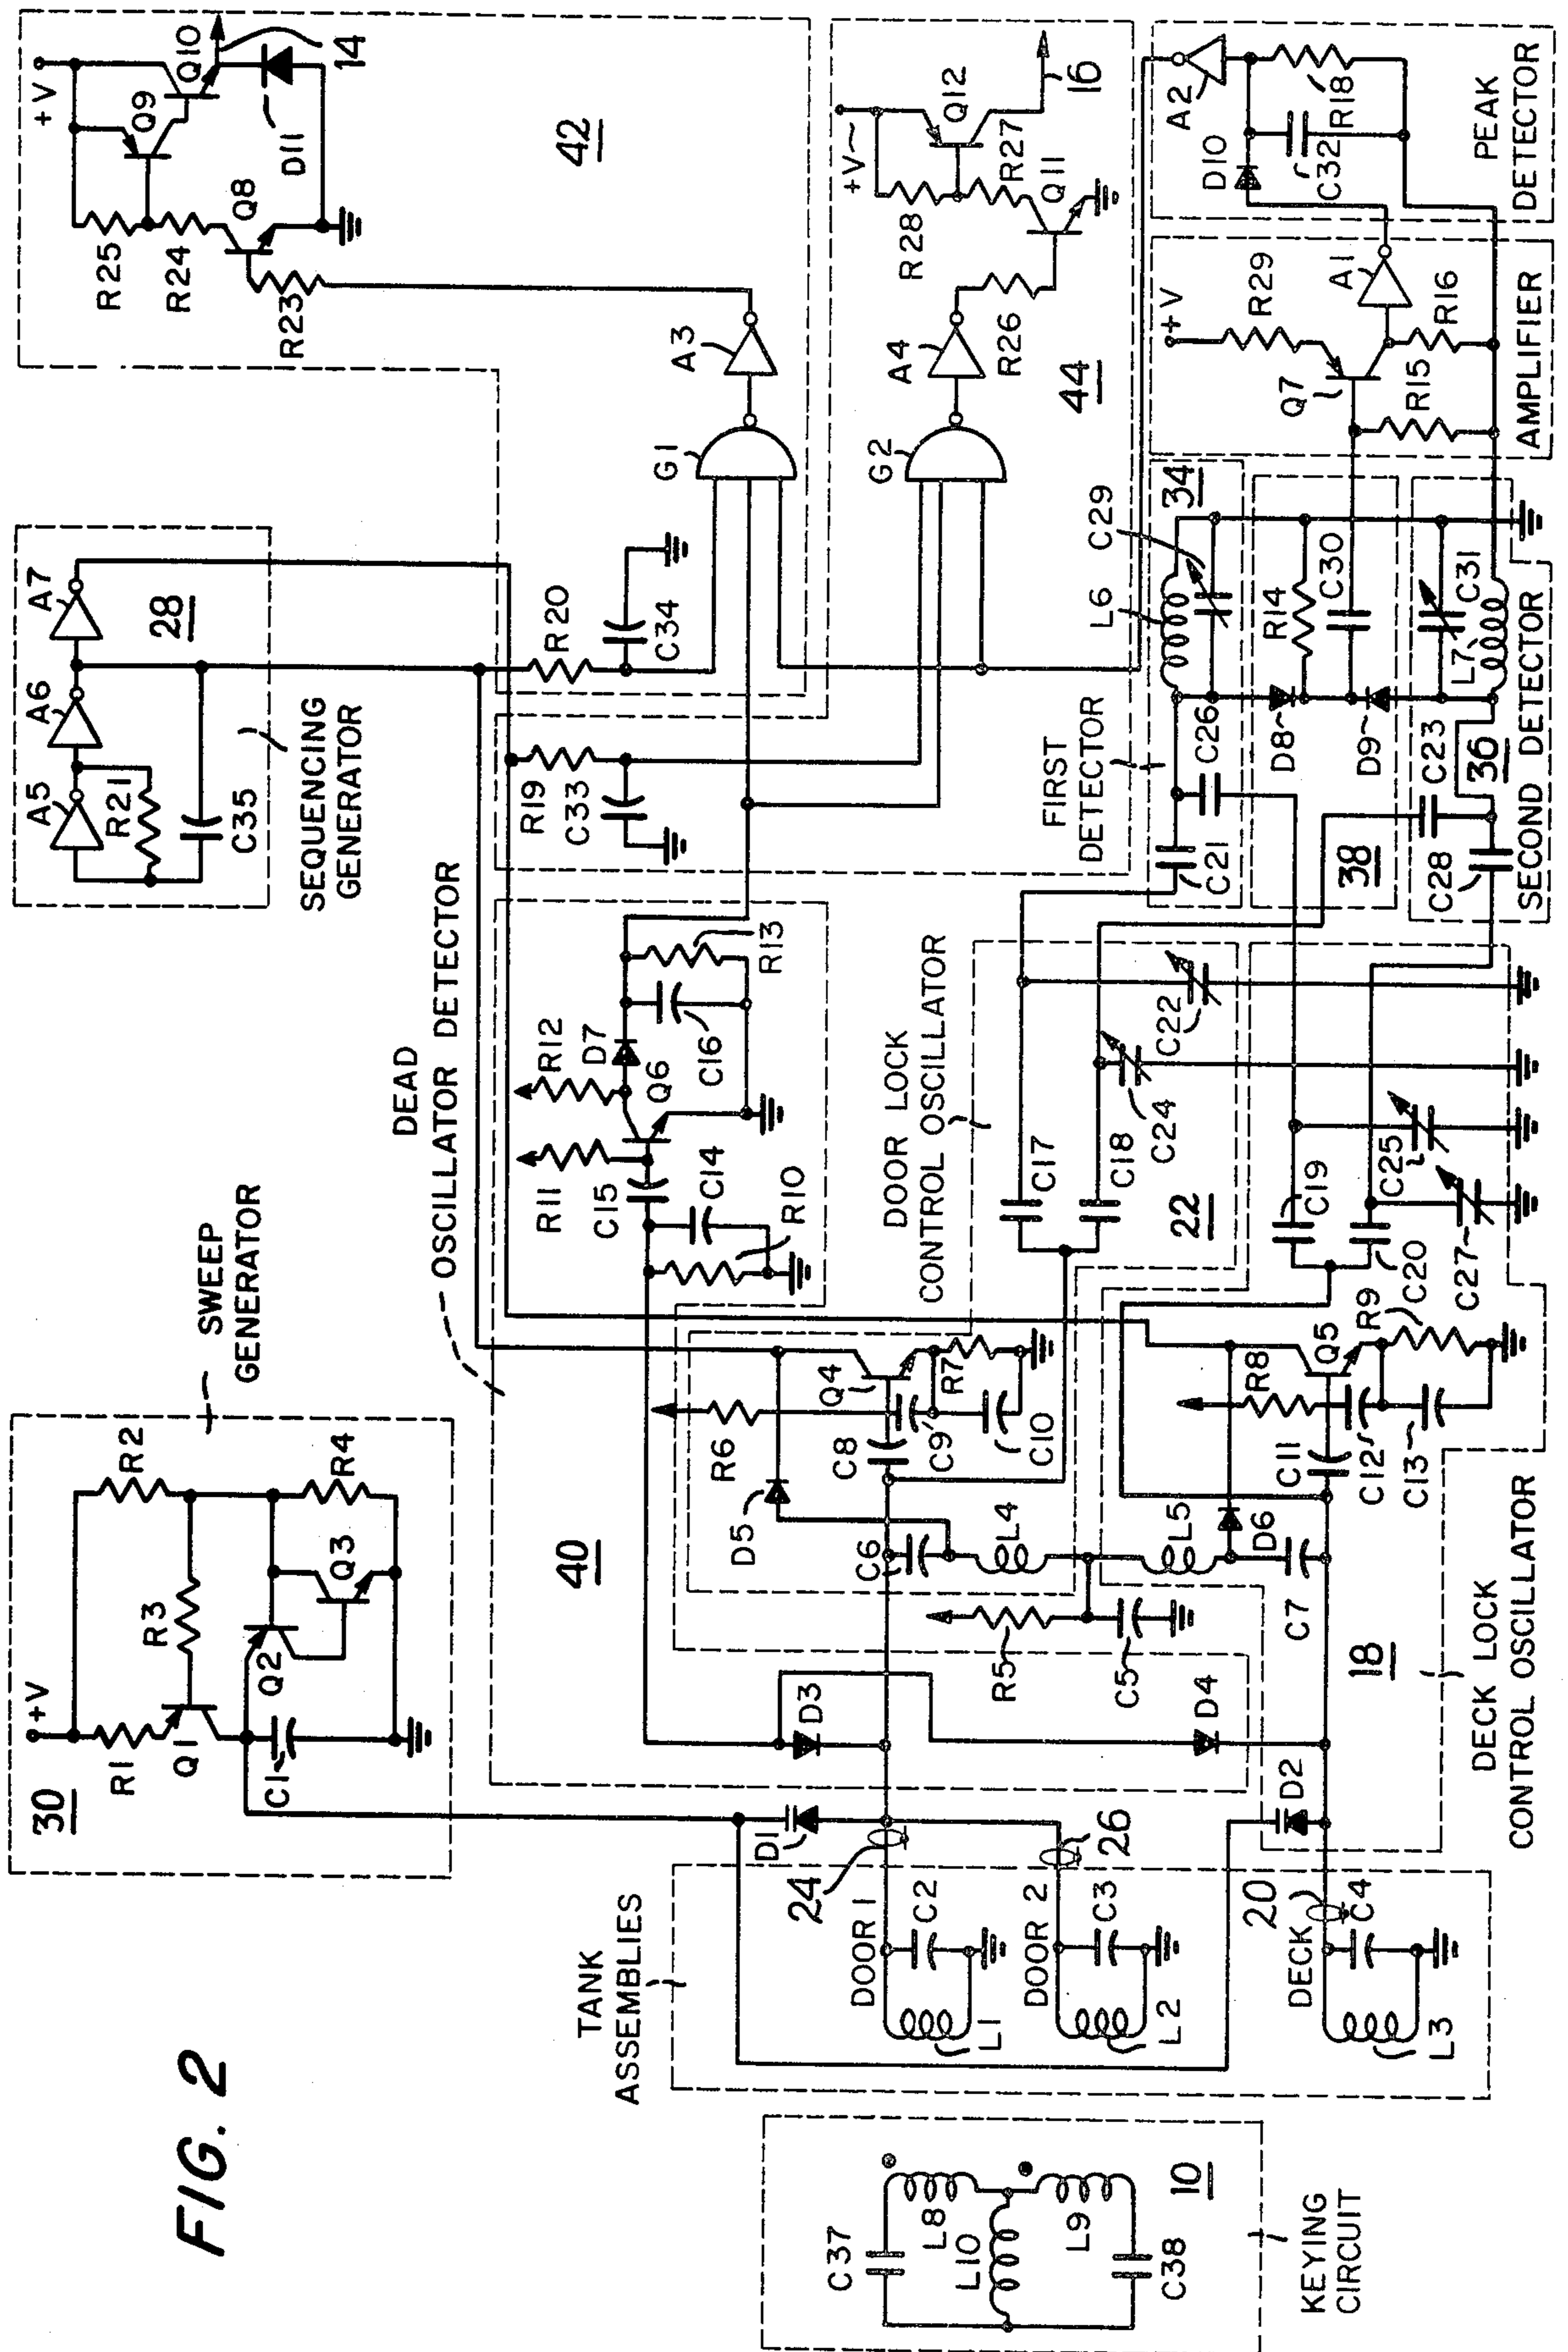 FIG. 2
30
+V
R1
R2
R3
R4
Q1
Q2
Q3
C1
SWEEP
GENERATOR
A5
A6
A7
R21
C35
28
SEQUENCING
GENERATOR
+V
R25
R24
R23
Q8
Q9
Q10
D11
14
42
DEAD
OSCILLATOR DETECTOR
40
R11
R12
D7
Q6
C15
C14
R10
C16
R13
R20
C34
R19
C33
G1
A3
G2
A4
R26
44
+V
R28
R27
Q11
Q12
16
TANK
ASSEMBLIES
DOOR 1
C2
L1
24
DOOR 2
C3
L2
26
DECK
C4
L3
20
D1
D2
D3
D4
R5
C5
D5
R6
Q4
C8
C9
C10
R7
C6
L4
L5
D6
C7
R8
Q5
C11
C12
C13
R9
18
DECK LOCK
CONTROL OSCILLATOR
DOOR LOCK
CONTROL OSCILLATOR
22
C17
C18
C22
C24
C19
C20
C25
C27
FIRST
DETECTOR
C21
C26
L6
C29
34
D8
R14
C30
D9
38
C23
C28
36
L7
C31
SECOND DETECTOR
+V
R29
Q7
A1
R15
R16
AMPLIFIER
A2
D10
C32
R18
PEAK
DETECTOR
C37
L8
L10
L9
C38
10
KEYING
CIRCUIT